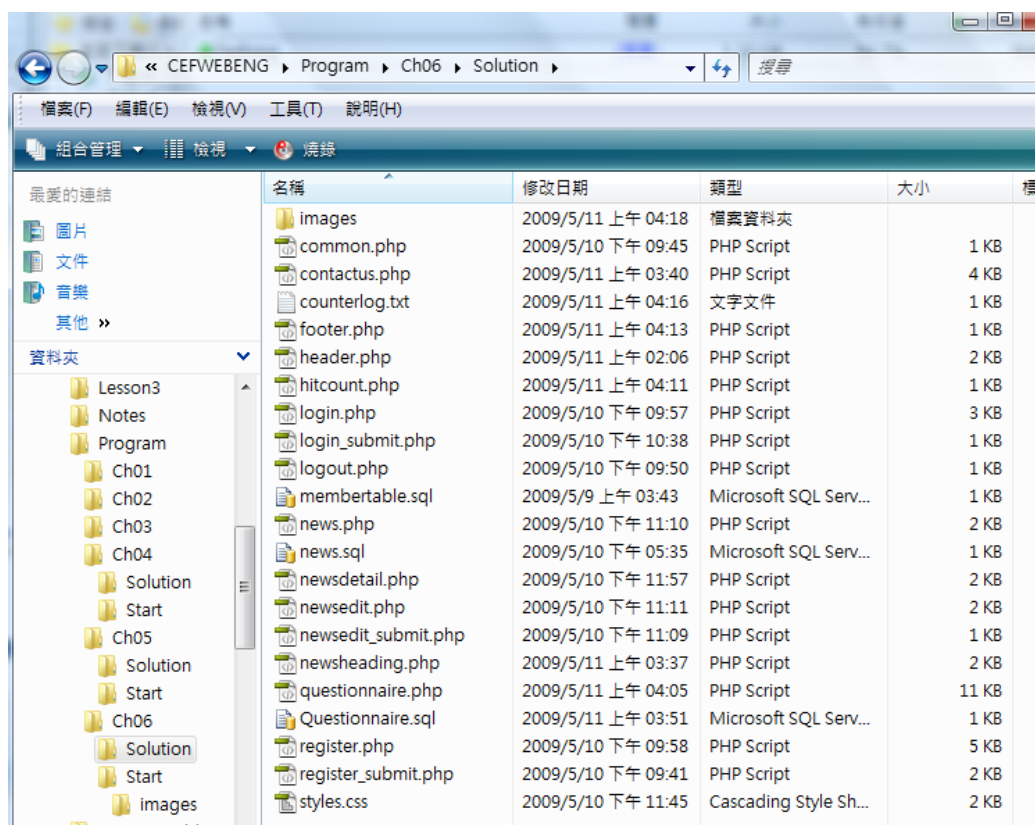 « CEFWEBENG ▸ Program ▸ Ch06 ▸ Solution ▸ 搜尋
檔案(F) 編輯(E) 檢視(V) 工具(T) 說明(H)
組合管理 檢視 燒錄
最愛的連結
圖片
文件
音樂
其他 »
資料夾
Lesson3
Notes
Program
Ch01
Ch02
Ch03
Ch04
Solution
Start
Ch05
Solution
Start
Ch06
Solution
Start
images
名稱 修改日期 類型 大小
images 2009/5/11 上午 04:18 檔案資料夾
common.php 2009/5/10 下午 09:45 PHP Script 1 KB
contactus.php 2009/5/11 上午 03:40 PHP Script 4 KB
counterlog.txt 2009/5/11 上午 04:16 文字文件 1 KB
footer.php 2009/5/11 上午 04:13 PHP Script 1 KB
header.php 2009/5/11 上午 02:06 PHP Script 2 KB
hitcount.php 2009/5/11 上午 04:11 PHP Script 1 KB
login.php 2009/5/10 下午 09:57 PHP Script 3 KB
login_submit.php 2009/5/10 下午 10:38 PHP Script 1 KB
logout.php 2009/5/10 下午 09:50 PHP Script 1 KB
membertable.sql 2009/5/9 上午 03:43 Microsoft SQL Serv... 1 KB
news.php 2009/5/10 下午 11:10 PHP Script 2 KB
news.sql 2009/5/10 下午 05:35 Microsoft SQL Serv... 1 KB
newsdetail.php 2009/5/10 下午 11:57 PHP Script 2 KB
newsedit.php 2009/5/10 下午 11:11 PHP Script 2 KB
newsedit_submit.php 2009/5/10 下午 11:09 PHP Script 1 KB
newsheading.php 2009/5/11 上午 03:37 PHP Script 2 KB
questionnaire.php 2009/5/11 上午 04:05 PHP Script 11 KB
Questionnaire.sql 2009/5/11 上午 03:51 Microsoft SQL Serv... 1 KB
register.php 2009/5/10 下午 09:58 PHP Script 5 KB
register_submit.php 2009/5/10 下午 09:41 PHP Script 2 KB
styles.css 2009/5/10 下午 11:45 Cascading Style Sh... 2 KB